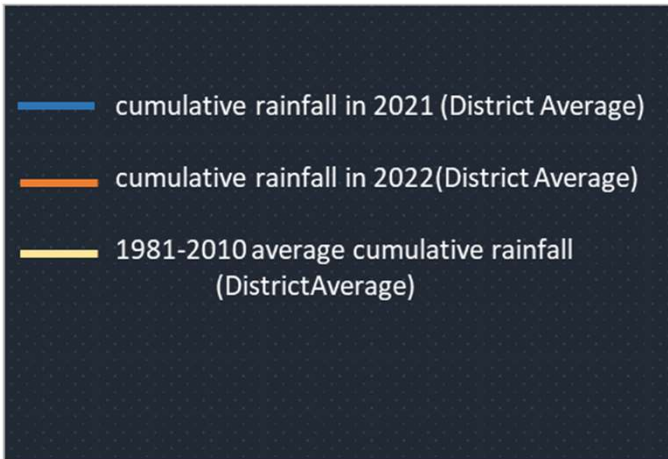 cumulative rainfall in 2021 (District Average)
cumulative rainfall in 2022(District Average)
1981-2010 average cumulative rainfall
(DistrictAverage)